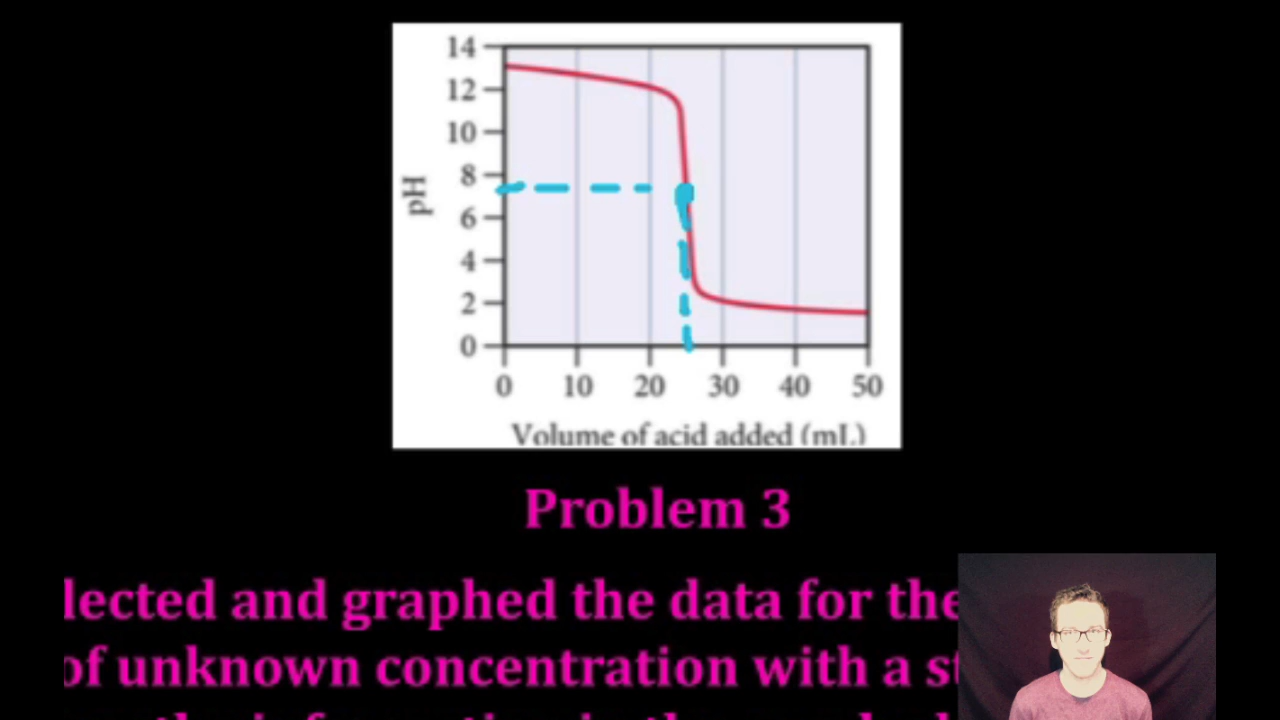 14
12
10
8
6
4
2
0
pH
0 10 20 30 40 50
Volume of acid added (mL)
Problem 3
lected and graphed the data for the
of unknown concentration with a st